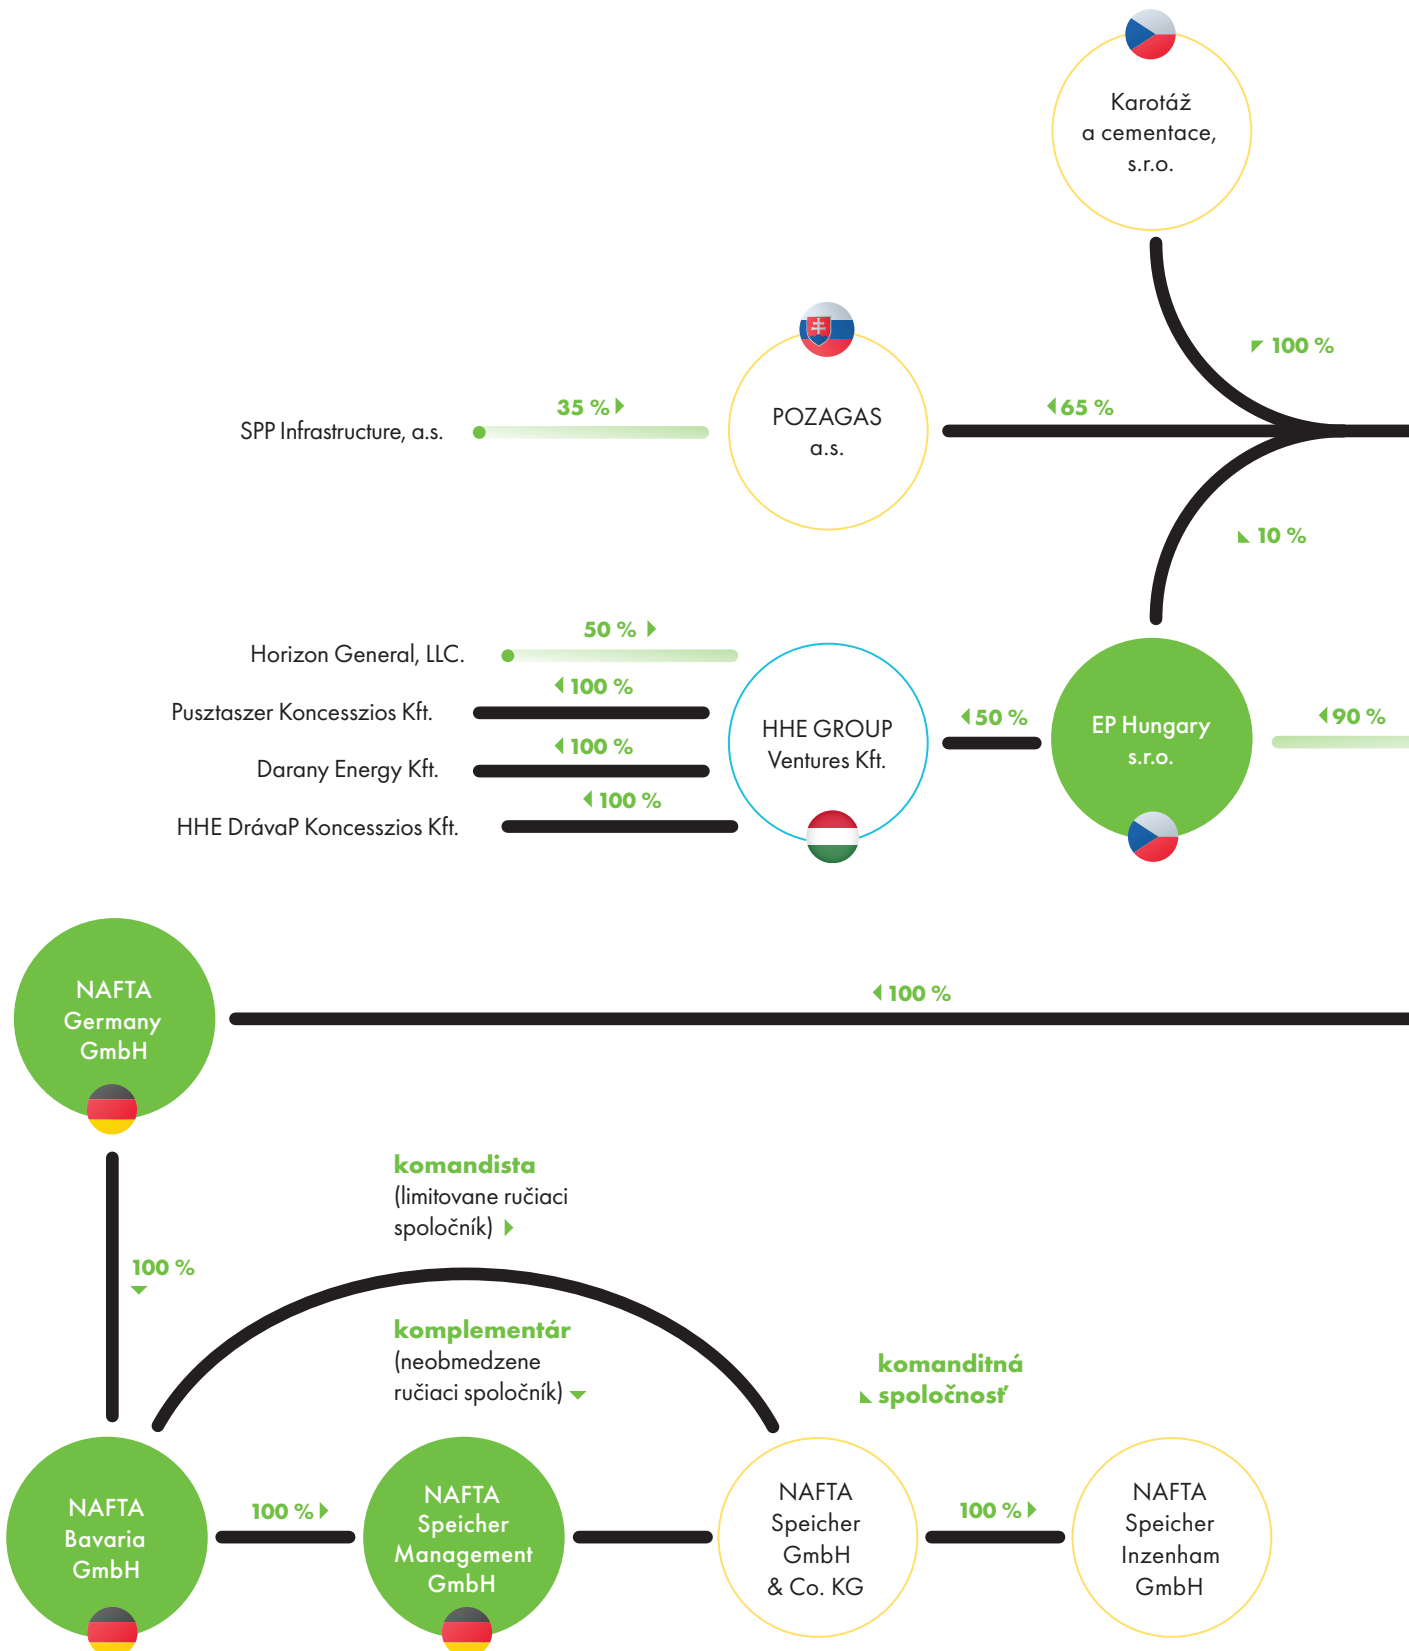 Karotáž
a cementace,
s.r.o.
100 %
35 %
65 %
SPP Infrastructure, a.s.
POZAGAS
a.s.
10 %
50 %
Horizon General, LLC.
100 %
Pusztaszer Koncesszios Kft.
100 %
Darany Energy Kft.
100 %
HHE DrávaP Koncesszios Kft.
HHE GROUP
Ventures Kft.
50 %
EP Hungary
s.r.o.
90 %
NAFTA
Germany
GmbH
100 %
komandista
(limitovane ručiaci
spoločník)
100 %
komplementár
(neobmedzene
ručiaci spoločník)
komanditná
spoločnosť
NAFTA
Bavaria
GmbH
100 %
NAFTA
Speicher
Management
GmbH
NAFTA
Speicher
GmbH
& Co. KG
100 %
NAFTA
Speicher
Inzenham
GmbH